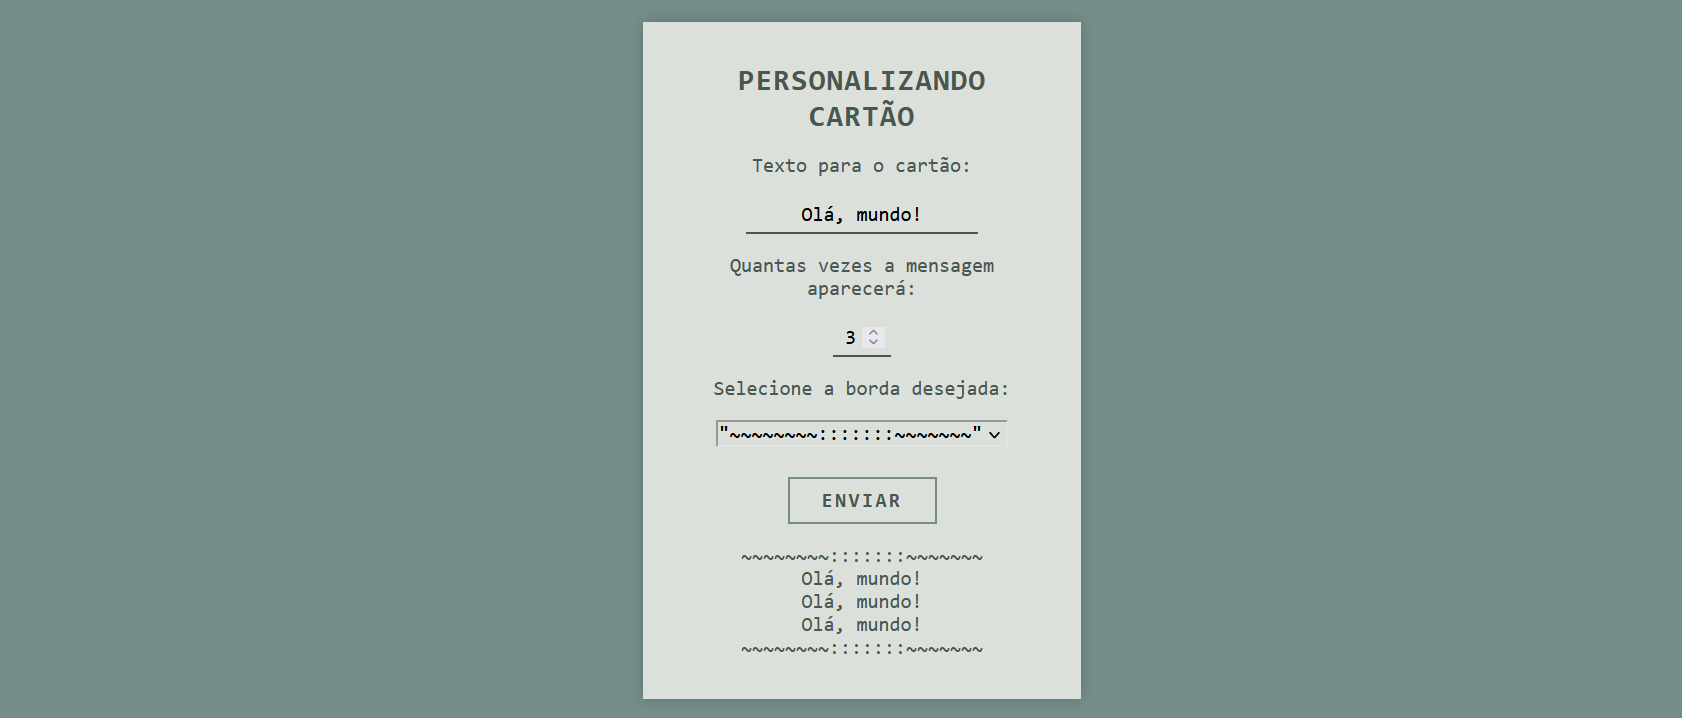 PERSONALIZANDO
CARTÃO
Texto para o cartão:
Olá, mundo!
Quantas vezes a mensagem
aparecerá:
3
Selecione a borda desejada:
"~~~~~~~~:::::::~~~~~~~"
ENVIAR
~~~~~~~~:::::::~~~~~~~
Olá, mundo!
Olá, mundo!
Olá, mundo!
~~~~~~~~:::::::~~~~~~~